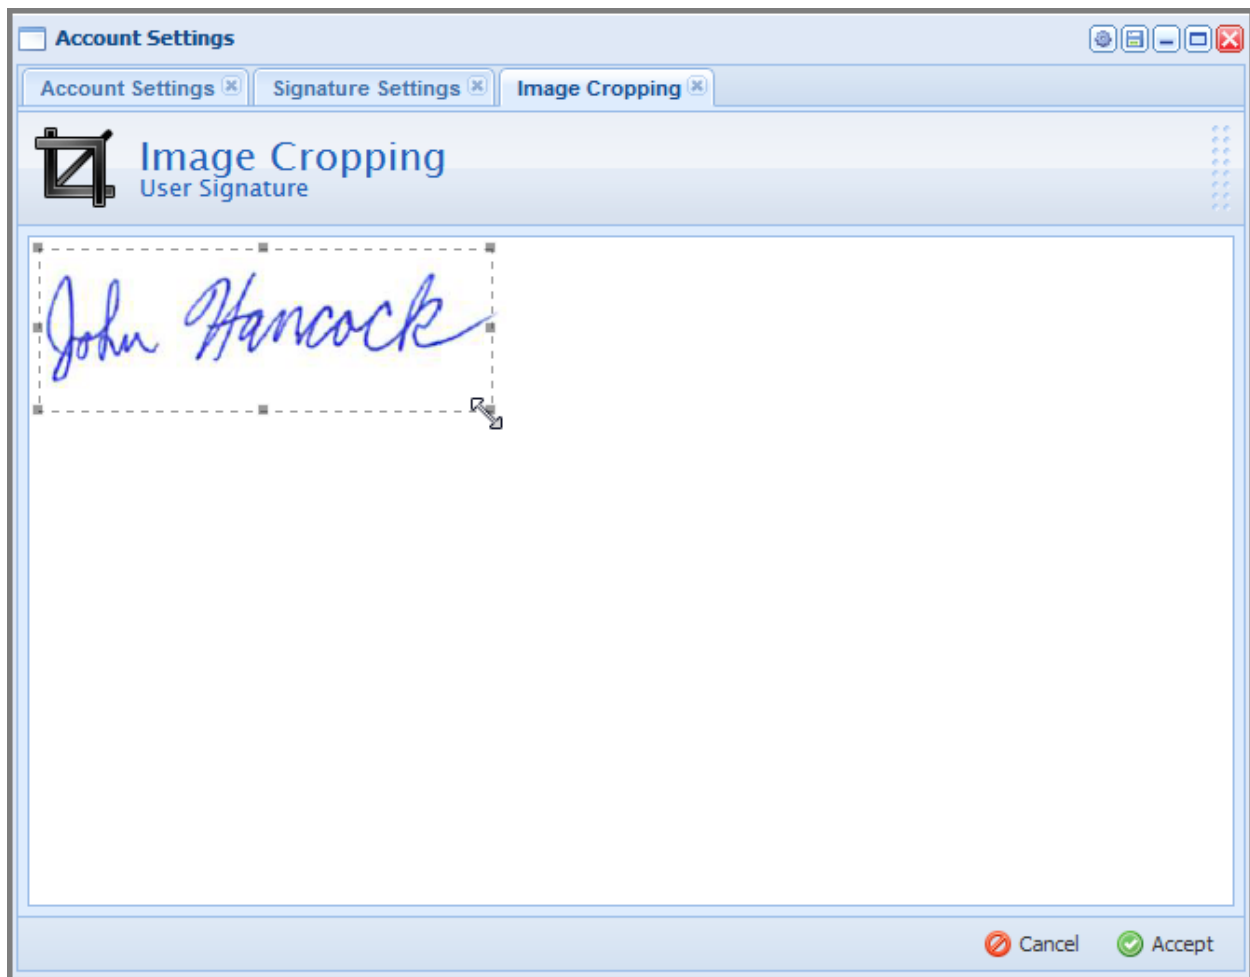 Account Settings
Account Settings Signature Settings Image Cropping
Image Cropping
User Signature
John Hancock
Cancel Accept